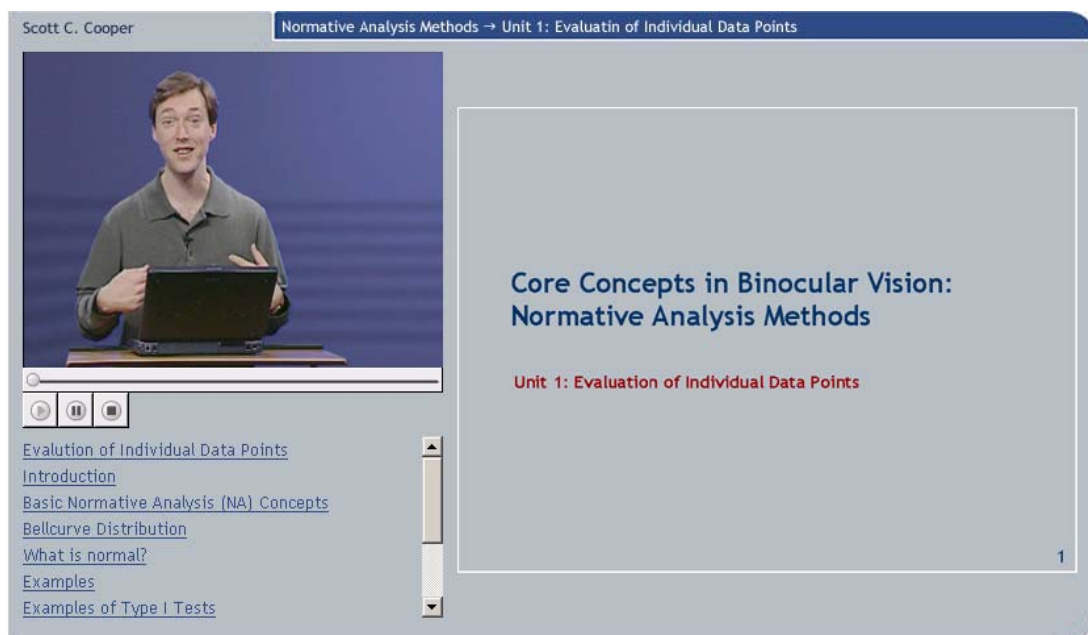 Scott C. Cooper
Normative Analysis Methods → Unit 1: Evaluatin of Individual Data Points
Core Concepts in Binocular Vision:
Normative Analysis Methods
Unit 1: Evaluation of Individual Data Points
1
Evalution of Individual Data Points
Introduction
Basic Normative Analysis (NA) Concepts
Bellcurve Distribution
What is normal?
Examples
Examples of Type I Tests